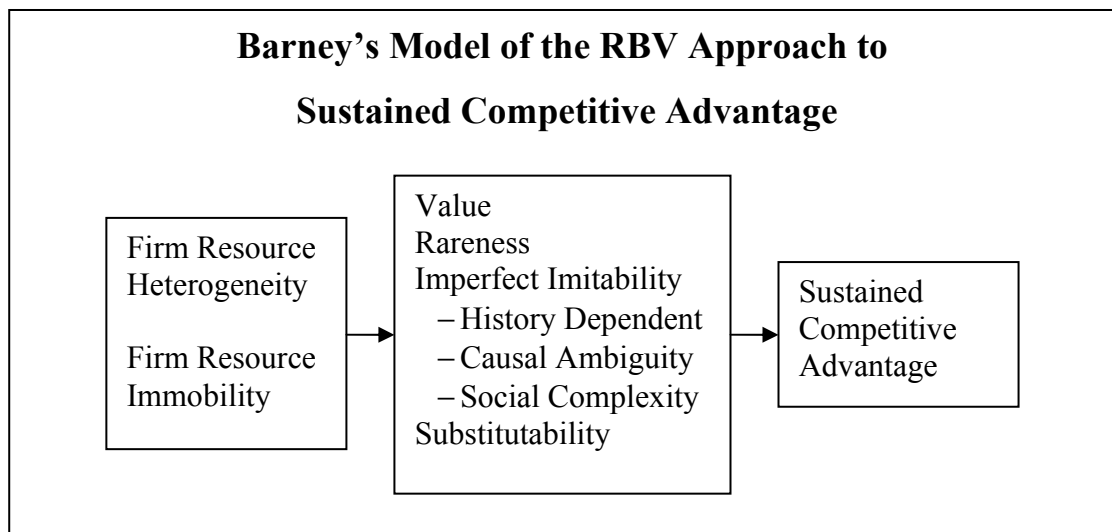 Barney’s Model of the RBV Approach to
Sustained Competitive Advantage
Firm Resource
Heterogeneity
Firm Resource
Immobility
Value
Rareness
Imperfect Imitability
– History Dependent
– Causal Ambiguity
– Social Complexity
Substitutability
Sustained
Competitive
Advantage